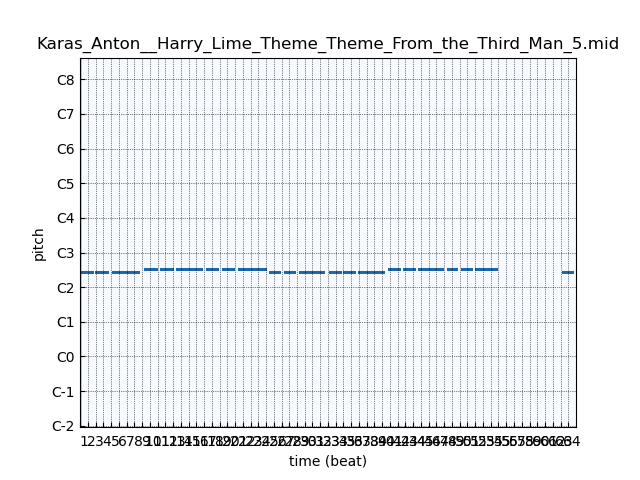 Karas_Anton__Harry_Lime_Theme_Theme_From_the_Third_Man_5.mid
C8
C7
C6
C5
C4
C3
C2
C1
C0
C-1
C-2
pitch
time (beat)